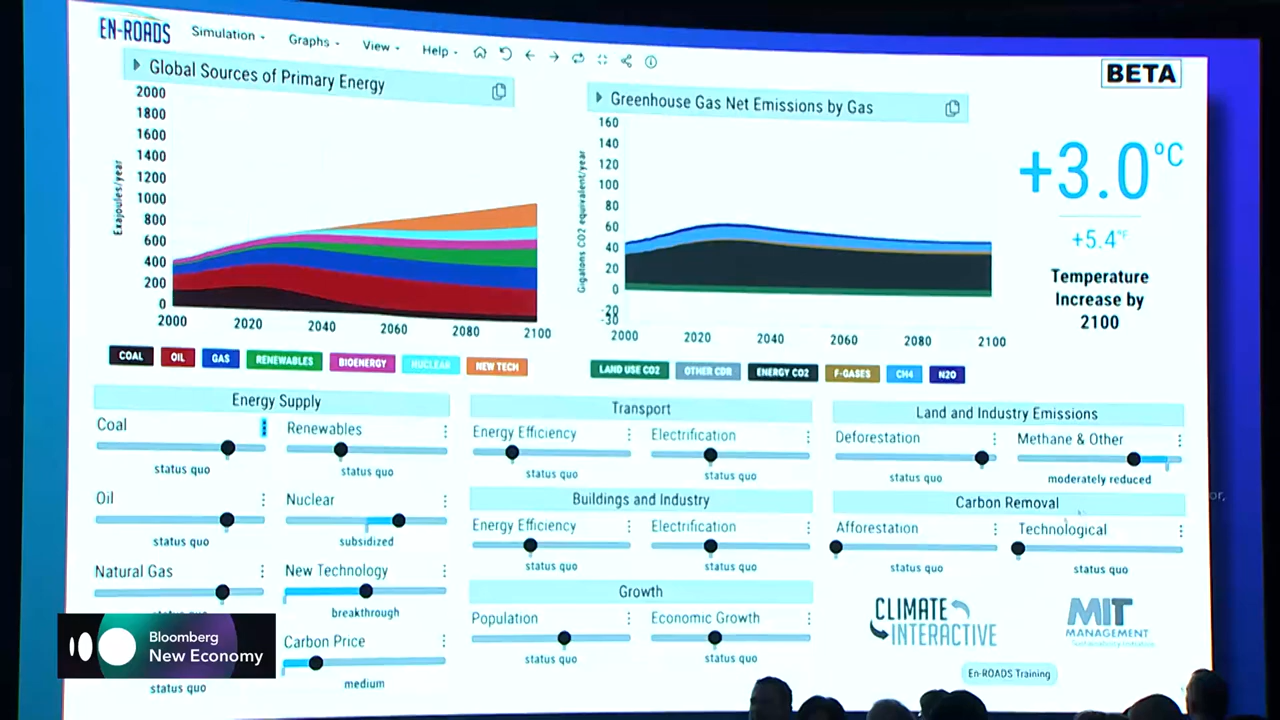 EN-ROADS
Simulation
Graphs
View
Help
BETA
Global Sources of Primary Energy
Exajoules/year
2000
1800
1600
1400
1200
1000
800
600
400
200
0
2000 2020 2040 2060 2080 2100
COAL OIL GAS RENEWABLES BIOENERGY NUCLEAR NEW TECH
Greenhouse Gas Net Emissions by Gas
Gigatons CO2 equivalent/year
160
140
120
100
80
60
40
20
0
-20
-30
2000 2020 2040 2060 2080 2100
LAND USE CO2 OTHER CDR ENERGY CO2 F-GASES CH4 N2O
+3.0°C
+5.4°F
Temperature
Increase by
2100
Energy Supply
Coal
status quo
Renewables
status quo
Oil
status quo
Nuclear
subsidized
Natural Gas
status quo
New Technology
breakthrough
status quo
Carbon Price
medium
Transport
Energy Efficiency
status quo
Electrification
status quo
Buildings and Industry
Energy Efficiency
status quo
Electrification
status quo
Growth
Population
status quo
Economic Growth
status quo
Land and Industry Emissions
Deforestation
status quo
Methane & Other
moderately reduced
Carbon Removal
Afforestation
status quo
Technological
status quo
CLIMATE
INTERACTIVE
MIT
MANAGEMENT
Sustainability Initiative
En-ROADS Training
or,
Bloomberg
New Economy